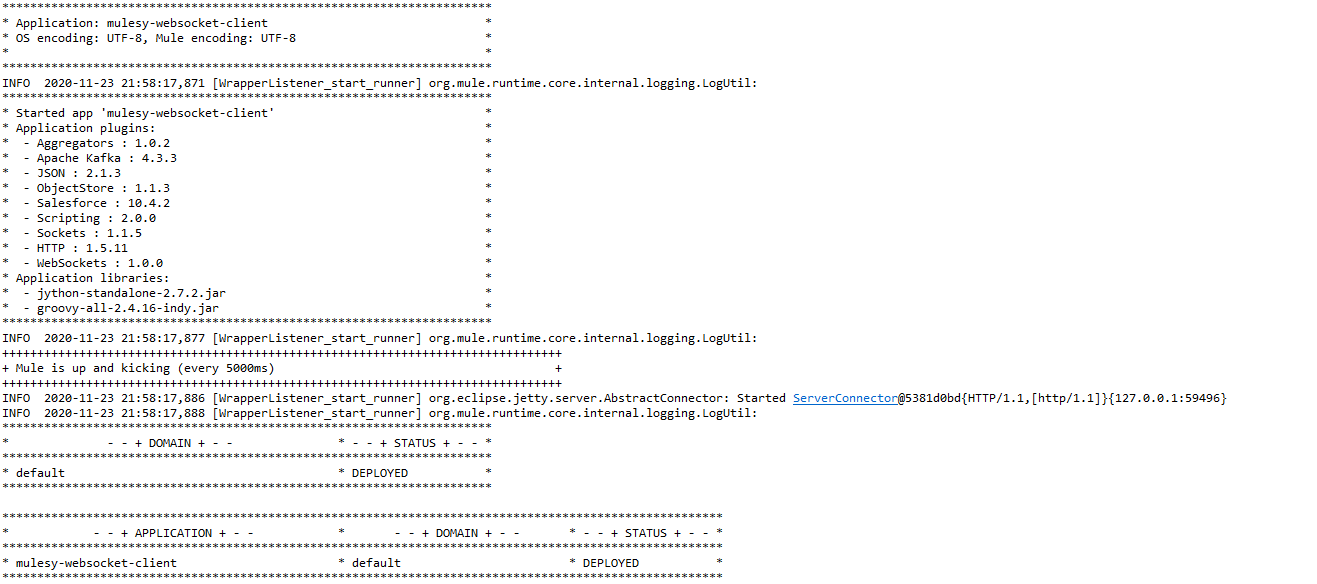 **********************************************************************
* Application: mulesy-websocket-client                               *
* OS encoding: UTF-8, Mule encoding: UTF-8                           *
*                                                                    *
**********************************************************************
INFO  2020-11-23 21:58:17,871 [WrapperListener_start_runner] org.mule.runtime.core.internal.logging.LogUtil:
**********************************************************************
* Started app 'mulesy-websocket-client'                              *
* Application plugins:                                               *
*  - Aggregators : 1.0.2                                             *
*  - Apache Kafka : 4.3.3                                            *
*  - JSON : 2.1.3                                                    *
*  - ObjectStore : 1.1.3                                             *
*  - Salesforce : 10.4.2                                             *
*  - Scripting : 2.0.0                                               *
*  - Sockets : 1.1.5                                                 *
*  - HTTP : 1.5.11                                                   *
*  - WebSockets : 1.0.0                                              *
* Application libraries:                                             *
*  - jython-standalone-2.7.2.jar                                     *
*  - groovy-all-2.4.16-indy.jar                                      *
**********************************************************************
INFO  2020-11-23 21:58:17,877 [WrapperListener_start_runner] org.mule.runtime.core.internal.logging.LogUtil:
++++++++++++++++++++++++++++++++++++++++++++++++++++++++++++++++++++++++++++++++
+ Mule is up and kicking (every 5000ms)                                        +
++++++++++++++++++++++++++++++++++++++++++++++++++++++++++++++++++++++++++++++++
INFO  2020-11-23 21:58:17,886 [WrapperListener_start_runner] org.eclipse.jetty.server.AbstractConnector: Started ServerConnector@5381d0bd{HTTP/1.1,[http/1.1]}{127.0.0.1:59496}
INFO  2020-11-23 21:58:17,888 [WrapperListener_start_runner] org.mule.runtime.core.internal.logging.LogUtil:
**********************************************************************
*              - - + DOMAIN + - -               * - - + STATUS + - - *
**********************************************************************
* default                                       * DEPLOYED           *
**********************************************************************

*******************************************************************************************************
*            - - + APPLICATION + - -            *       - - + DOMAIN + - -       * - - + STATUS + - - *
*******************************************************************************************************
* mulesy-websocket-client                       * default                        * DEPLOYED           *
*******************************************************************************************************